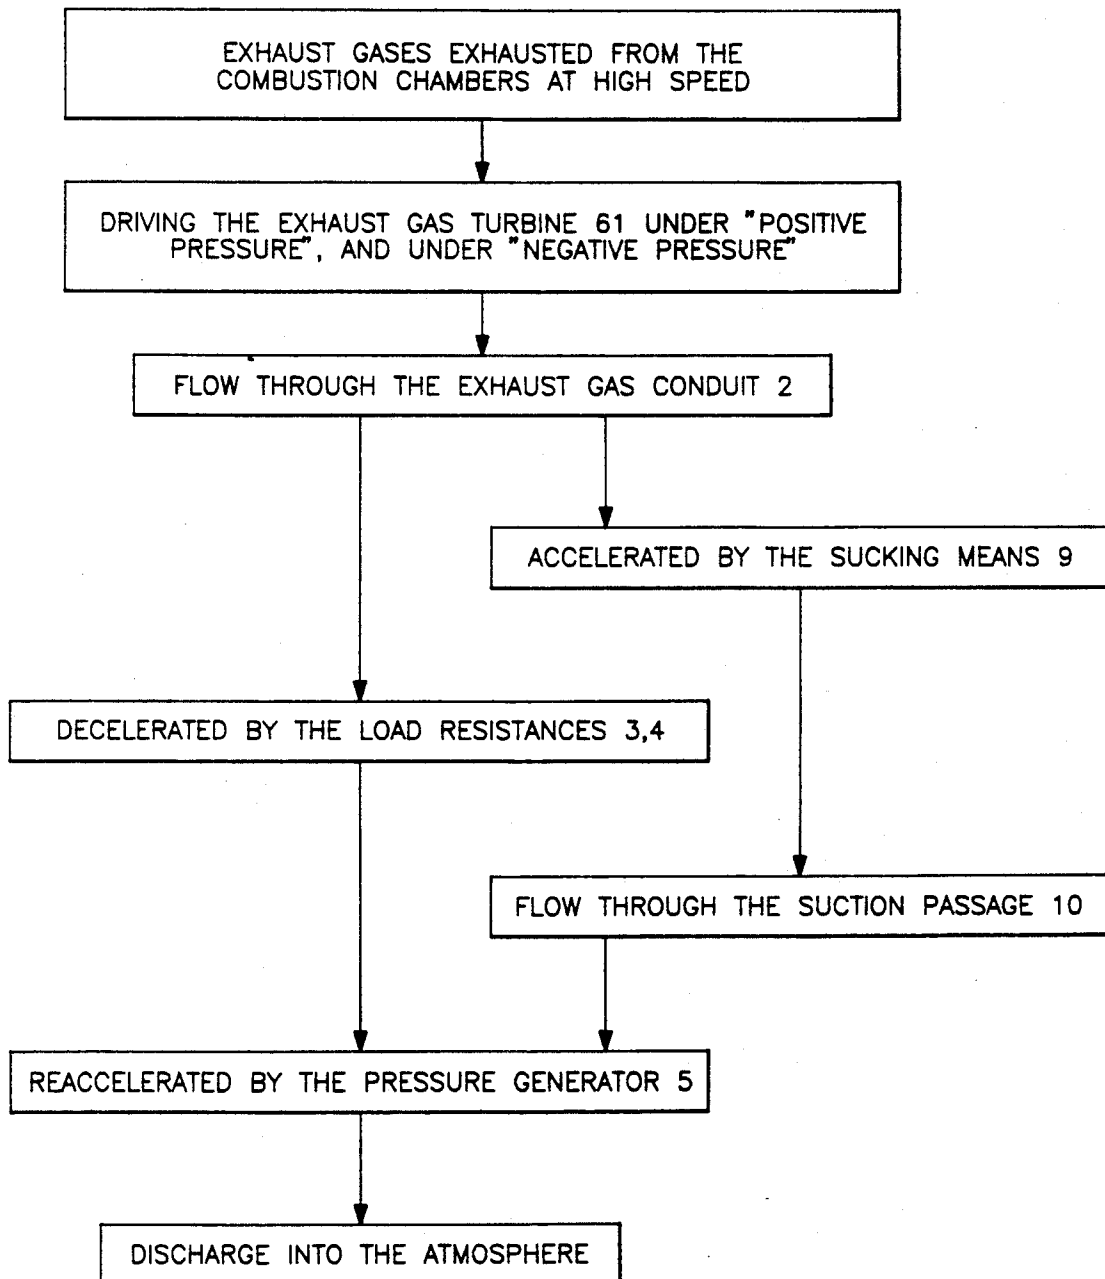 EXHAUST GASES EXHAUSTED FROM THE
COMBUSTION CHAMBERS AT HIGH SPEED
DRIVING THE EXHAUST GAS TURBINE 61 UNDER "POSITIVE
PRESSURE", AND UNDER "NEGATIVE PRESSURE"
FLOW THROUGH THE EXHAUST GAS CONDUIT 2
ACCELERATED BY THE SUCKING MEANS 9
DECELERATED BY THE LOAD RESISTANCES 3,4
FLOW THROUGH THE SUCTION PASSAGE 10
REACCELERATED BY THE PRESSURE GENERATOR 5
DISCHARGE INTO THE ATMOSPHERE